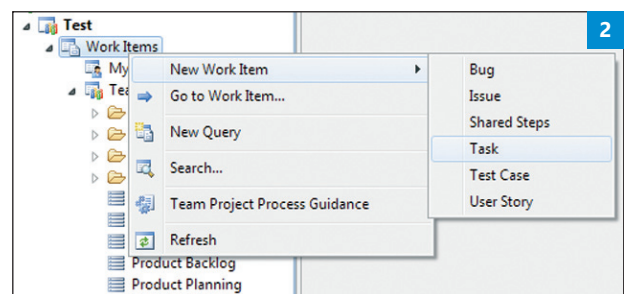 2
Test
Work Items
My
Tea
New Work Item
Go to Work Item...
New Query
Search...
Team Project Process Guidance
Refresh
Bug
Issue
Shared Steps
Task
Test Case
User Story
Product Backlog
Product Planning